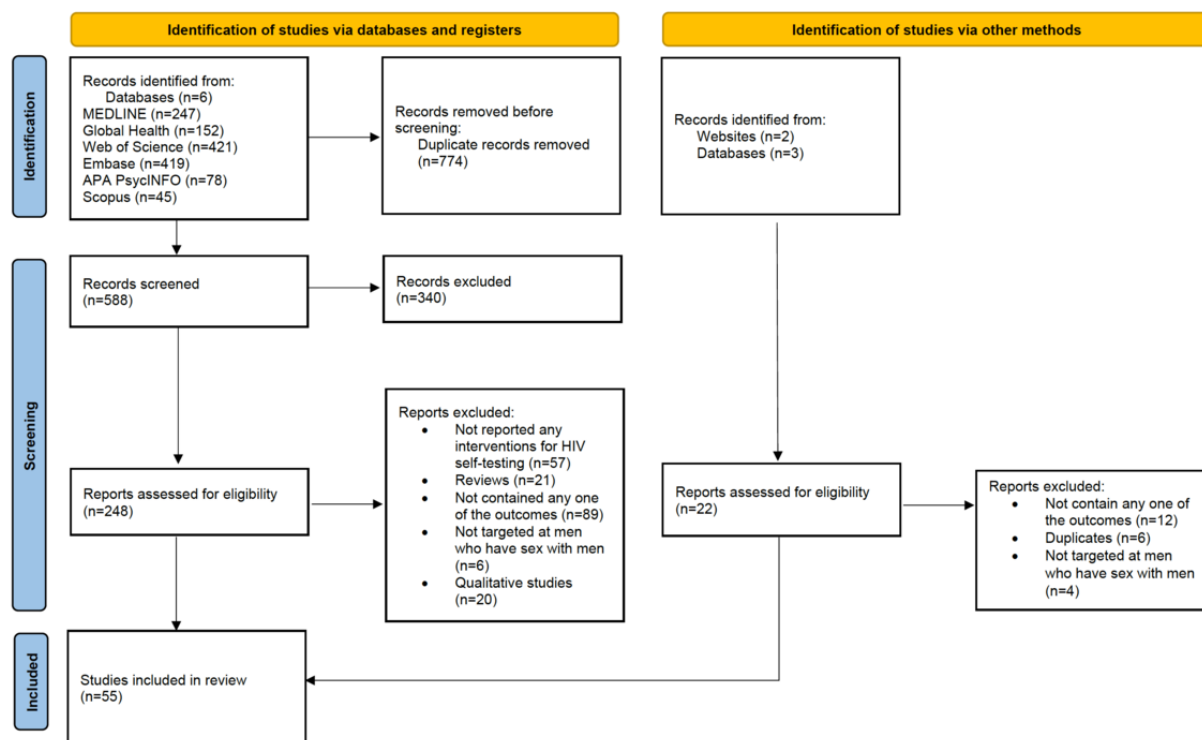 Identification of studies via databases and registers
Identification of studies via other methods
Identification
Records identified from:
Databases (n=6)
MEDLINE (n=247)
Global Health (n=152)
Web of Science (n=421)
Embase (n=419)
APA PsycINFO (n=78)
Scopus (n=45)
Records removed before
screening:
Duplicate records removed
(n=774)
Records identified from:
Websites (n=2)
Databases (n=3)
Screening
Records screened
(n=588)
Records excluded
(n=340)
Reports assessed for eligibility
(n=248)
Reports excluded:
• Not reported any
interventions for HIV
self-testing (n=57)
• Reviews (n=21)
• Not contained any one
of the outcomes (n=89)
• Not targeted at men
who have sex with men
(n=6)
• Qualitative studies
(n=20)
Reports assessed for eligibility
(n=22)
Reports excluded:
• Not contain any one of
the outcomes (n=12)
• Duplicates (n=6)
• Not targeted at men
who have sex with men
(n=4)
Included
Studies included in review
(n=55)